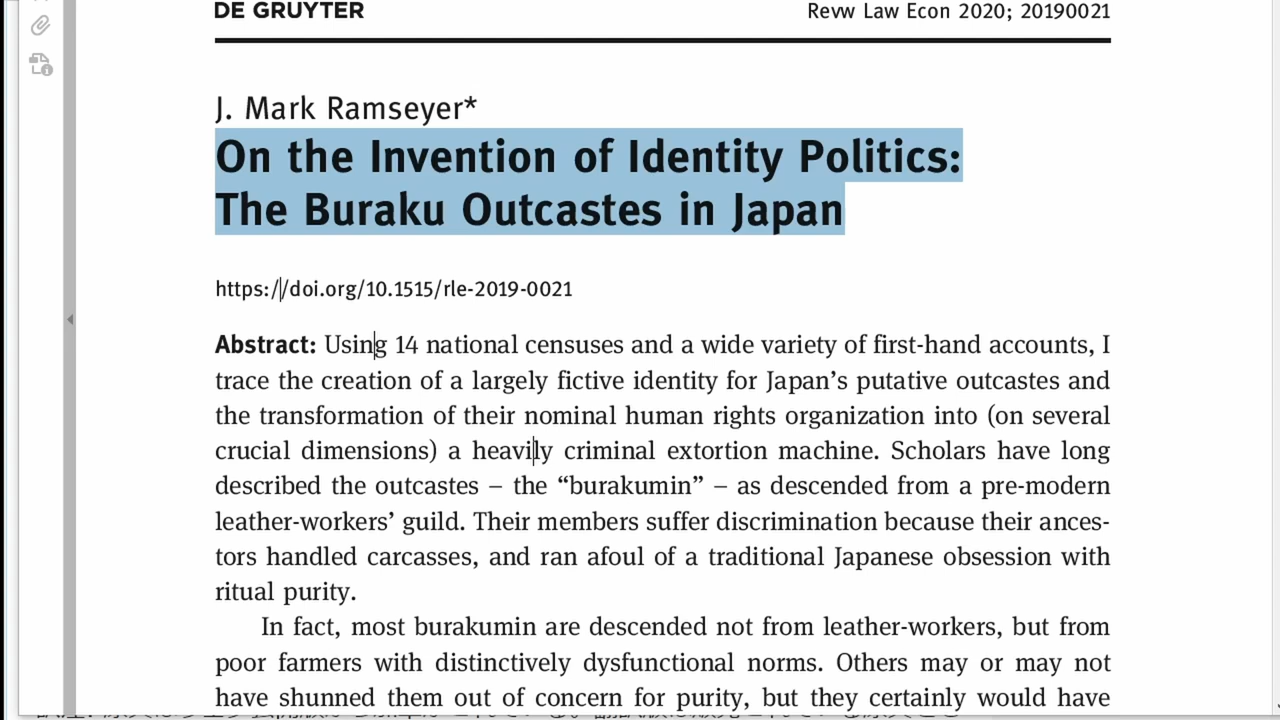 DE GRUYTER
Revw Law Econ 2020; 20190021
J. Mark Ramseyer*
On the Invention of Identity Politics:
The Buraku Outcastes in Japan
https://doi.org/10.1515/rle-2019-0021
Abstract: Using 14 national censuses and a wide variety of first-hand accounts, I
trace the creation of a largely fictive identity for Japan’s putative outcastes and
the transformation of their nominal human rights organization into (on several
crucial dimensions) a heavily criminal extortion machine. Scholars have long
described the outcastes – the “burakumin” – as descended from a pre-modern
leather-workers’ guild. Their members suffer discrimination because their ances-
tors handled carcasses, and ran afoul of a traditional Japanese obsession with
ritual purity.
In fact, most burakumin are descended not from leather-workers, but from
poor farmers with distinctively dysfunctional norms. Others may or may not
have shunned them out of concern for purity, but they certainly would have